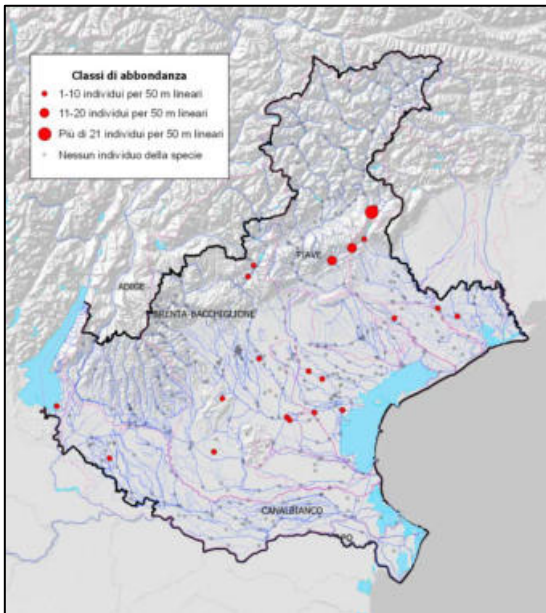 Classi di abbondanza
1-10 individui per 50 m lineari
11-20 individui per 50 m lineari
Più di 21 individui per 50 m lineari
Nessun individuo della specie
PIAVE
ADIGE
BRENTA-BACCHIGLIONE
CANALBIANCO
PO